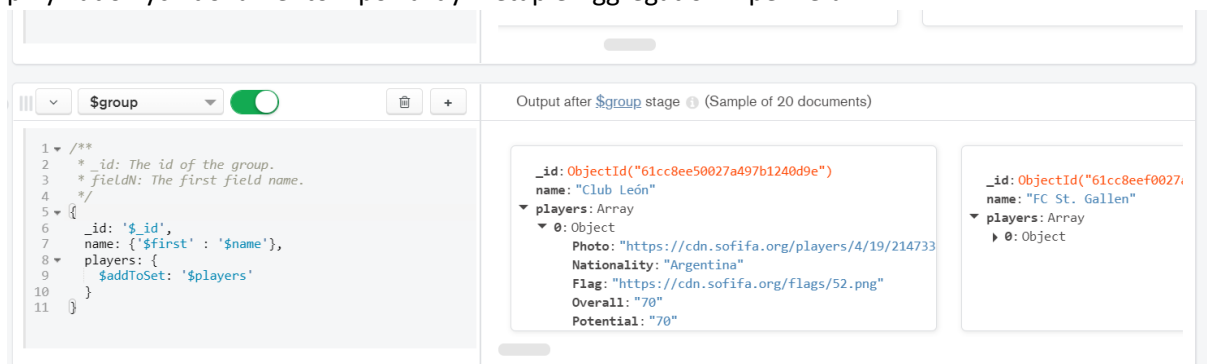 $group
Output after $group stage (Sample of 20 documents)
1 /**
2 * _id: The id of the group.
3 * fieldN: The first field name.
4 */
5 {
6 _id: '$_id',
7 name: {'$first' : '$name'},
8 players: {
9 $addToSet: '$players'
10 }
11 }
_id: ObjectId("61cc8ee50027a497b1240d9e")
name: "Club León"
players: Array
0: Object
Photo: "https://cdn.sofifa.org/players/4/19/214733
Nationality: "Argentina"
Flag: "https://cdn.sofifa.org/flags/52.png"
Overall: "70"
Potential: "70"
_id: ObjectId("61cc8eef0027
name: "FC St. Gallen"
players: Array
0: Object